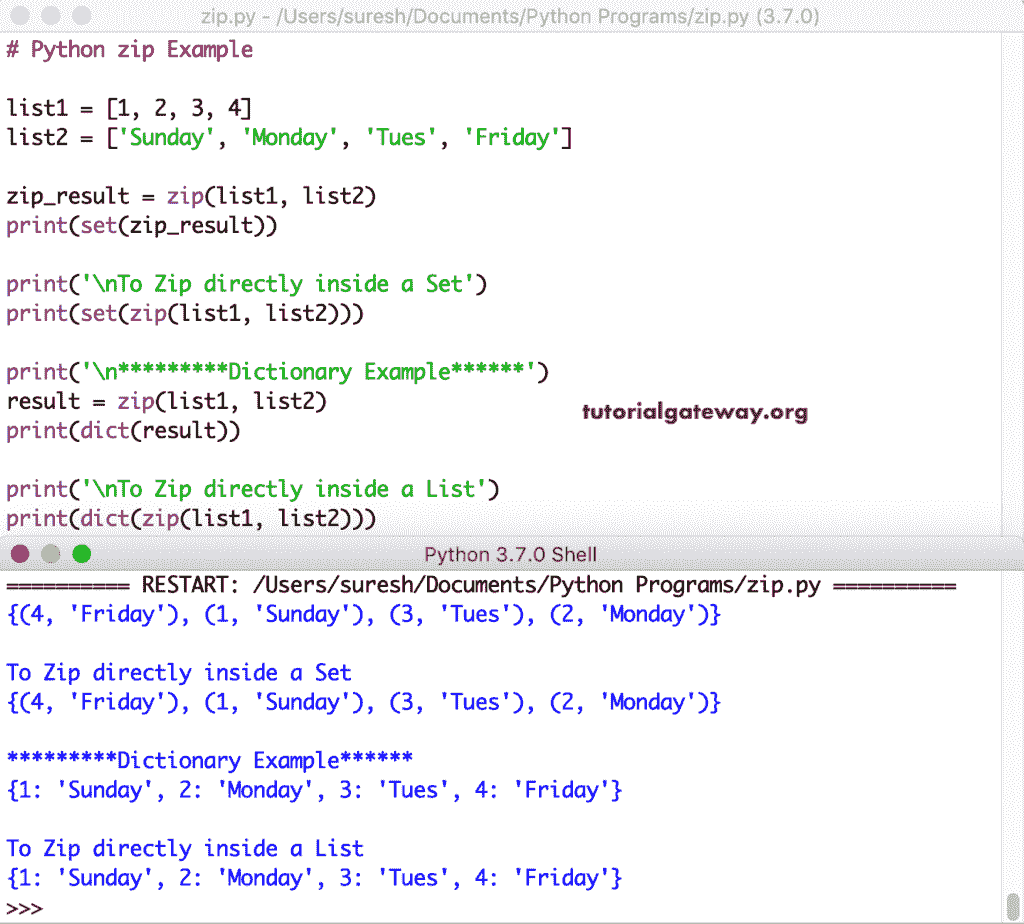 zip.py - /Users/suresh/Documents/Python Programs/zip.py (3.7.0)
# Python zip Example
list1 = [1, 2, 3, 4]
list2 = ['Sunday', 'Monday', 'Tues', 'Friday']
zip_result = zip(list1, list2)
print(set(zip_result))
print('\nTo Zip directly inside a Set')
print(set(zip(list1, list2)))
print('\n*********Dictionary Example******')
result = zip(list1, list2)
tutorialgateway.org
print(dict(result))
print('\nTo Zip directly inside a List')
print(dict(zip(list1, list2)))
Python 3.7.0 Shell
========== RESTART: /Users/suresh/Documents/Python Programs/zip.py ==========
{(4, 'Friday'), (1, 'Sunday'), (3, 'Tues'), (2, 'Monday')}
To Zip directly inside a Set
{(4, 'Friday'), (1, 'Sunday'), (3, 'Tues'), (2, 'Monday')}
*********Dictionary Example******
{1: 'Sunday', 2: 'Monday', 3: 'Tues', 4: 'Friday'}
To Zip directly inside a List
{1: 'Sunday', 2: 'Monday', 3: 'Tues', 4: 'Friday'}
>>>